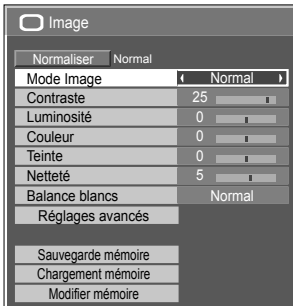 Image
Normaliser Normal
Mode Image Normal
Contraste 25
Luminosité 0
Couleur 0
Teinte 0
Netteté 5
Balance blancs Normal
Réglages avancés
Sauvegarde mémoire
Chargement mémoire
Modifier mémoire